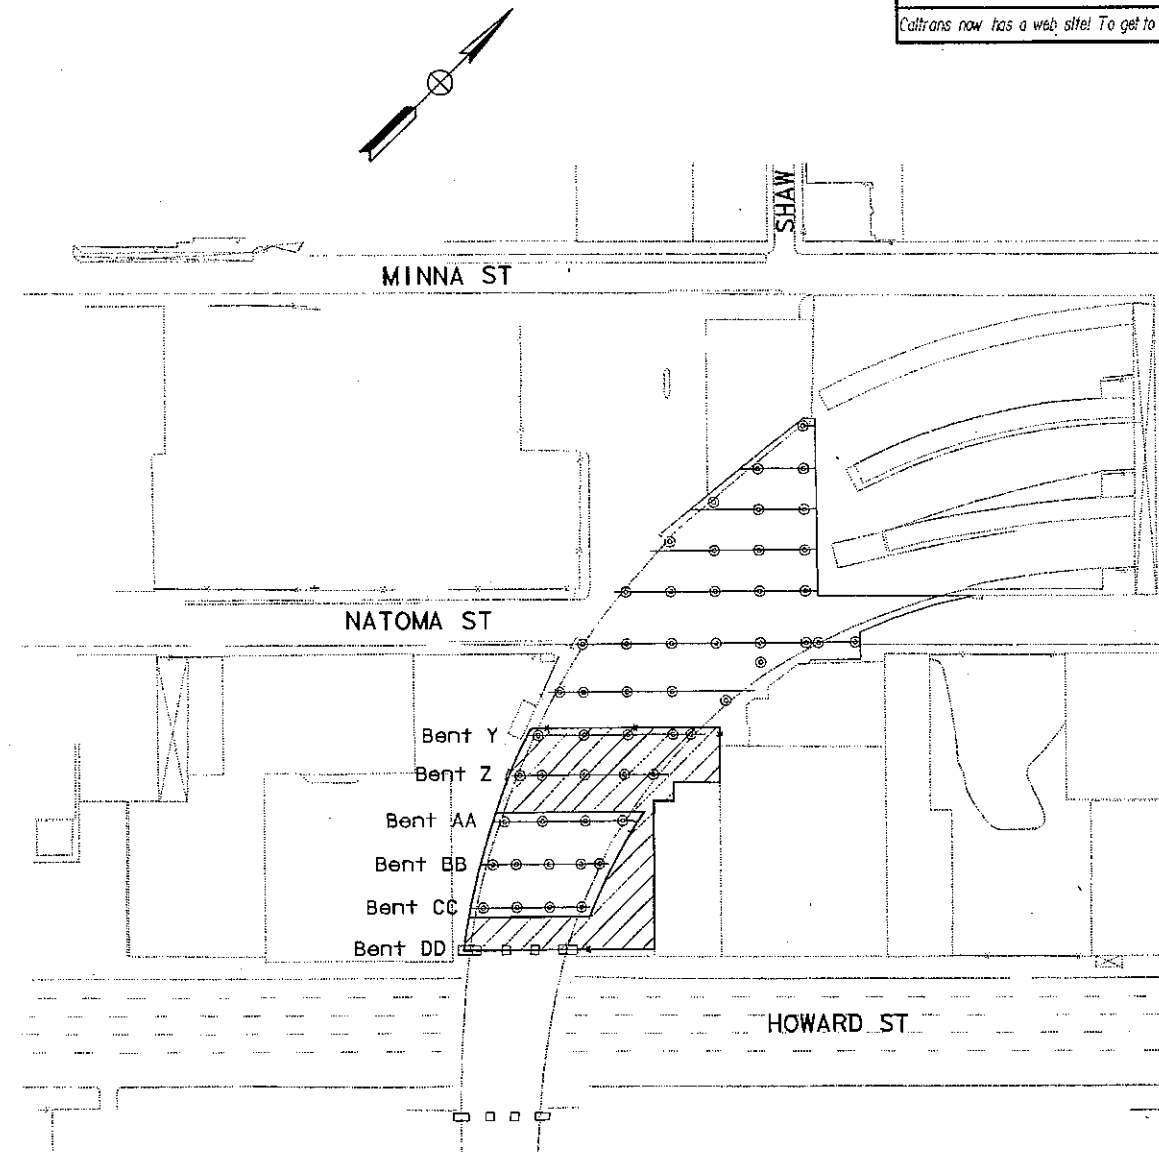 Caltrans now has a web site! To get to
SHAW
MINNA ST
NATOMA ST
Bent Y
Bent Z
Bent AA
Bent BB
Bent CC
Bent DD
HOWARD ST